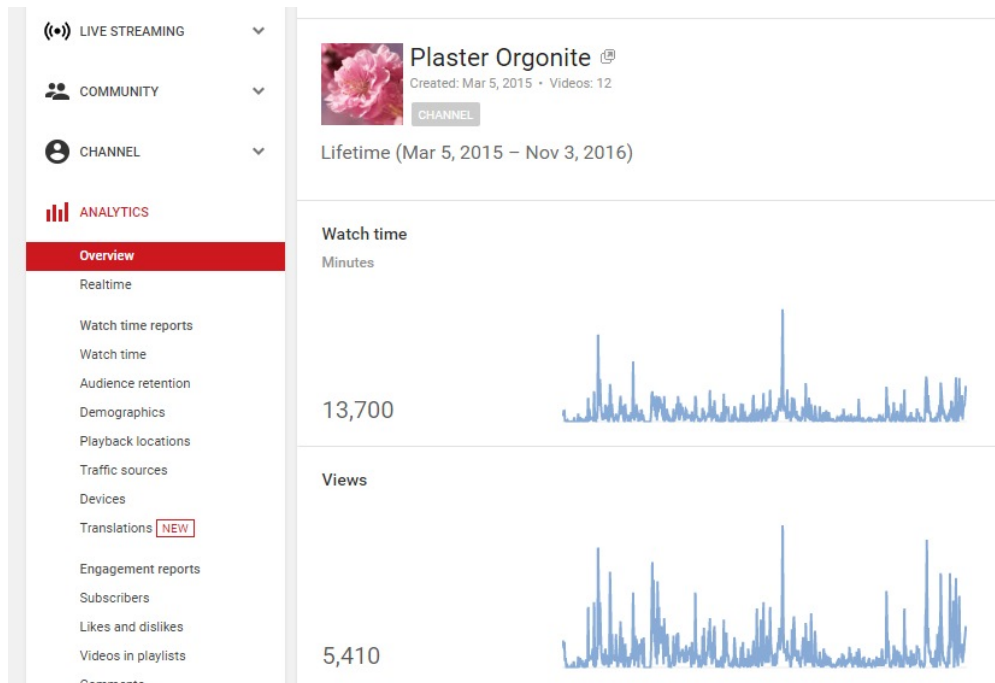 LIVE STREAMING
COMMUNITY
CHANNEL
ANALYTICS
Overview
Realtime
Watch time reports
Watch time
Audience retention
Demographics
Playback locations
Traffic sources
Devices
Translations NEW
Engagement reports
Subscribers
Likes and dislikes
Videos in playlists
Comments
Plaster Orgonite
Created: Mar 5, 2015 • Videos: 12
CHANNEL
Lifetime (Mar 5, 2015 – Nov 3, 2016)
Watch time
Minutes
13,700
Views
5,410